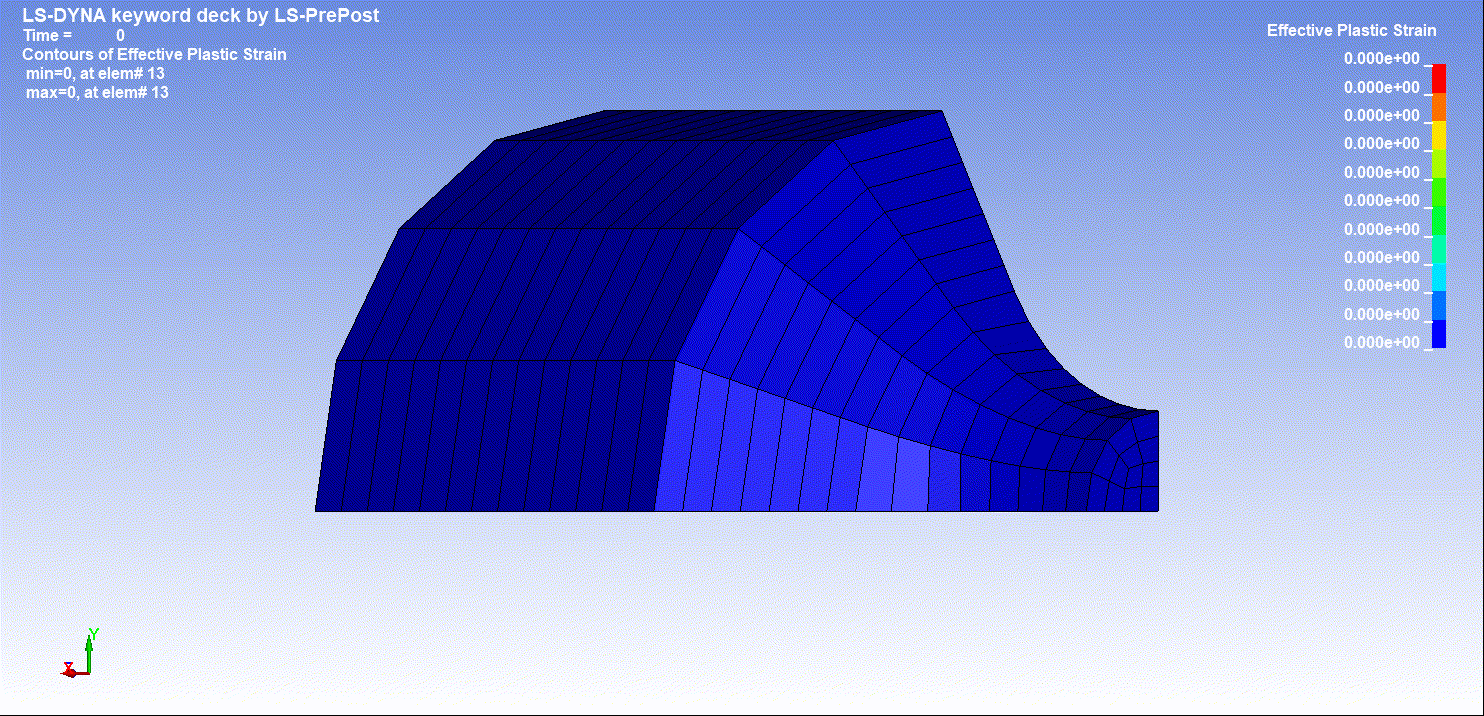 LS-DYNA keyword deck by LS-PrePost
Time = 0
Contours of Effective Plastic Strain
min=0, at elem# 13
max=0, at elem# 13
Effective Plastic Strain
0.000e+00
0.000e+00
0.000e+00
0.000e+00
0.000e+00
0.000e+00
0.000e+00
0.000e+00
0.000e+00
0.000e+00
0.000e+00
Y